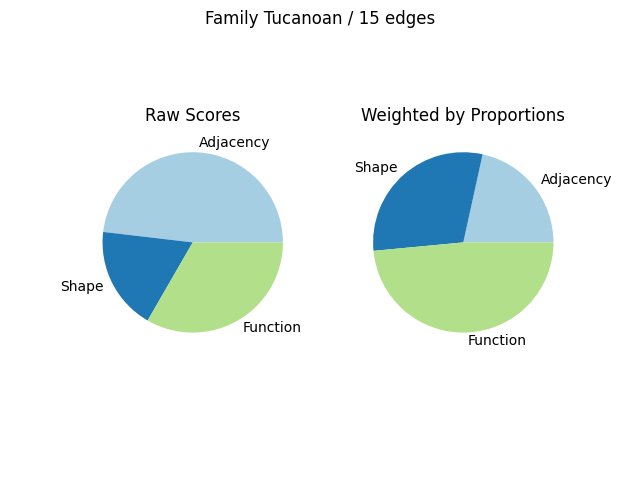 Family Tucanoan / 15 edges
Raw Scores
Adjacency
Shape
Function
Weighted by Proportions
Shape
Adjacency
Function